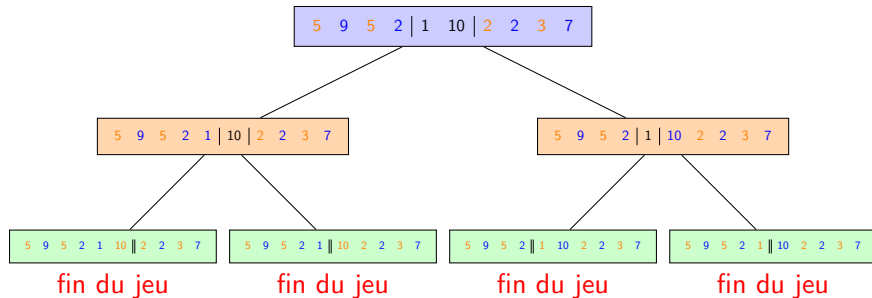 5 9 5 2 | 1 10 | 2 2 3 7
5 9 5 2 1 | 10 | 2 2 3 7
5 9 5 2 | 1 | 10 2 2 3 7
5 9 5 2 1 10 || 2 2 3 7
5 9 5 2 1 || 10 2 2 3 7
5 9 5 2 || 1 10 2 2 3 7
5 9 5 2 1 || 10 2 2 3 7
fin du jeu
fin du jeu
fin du jeu
fin du jeu